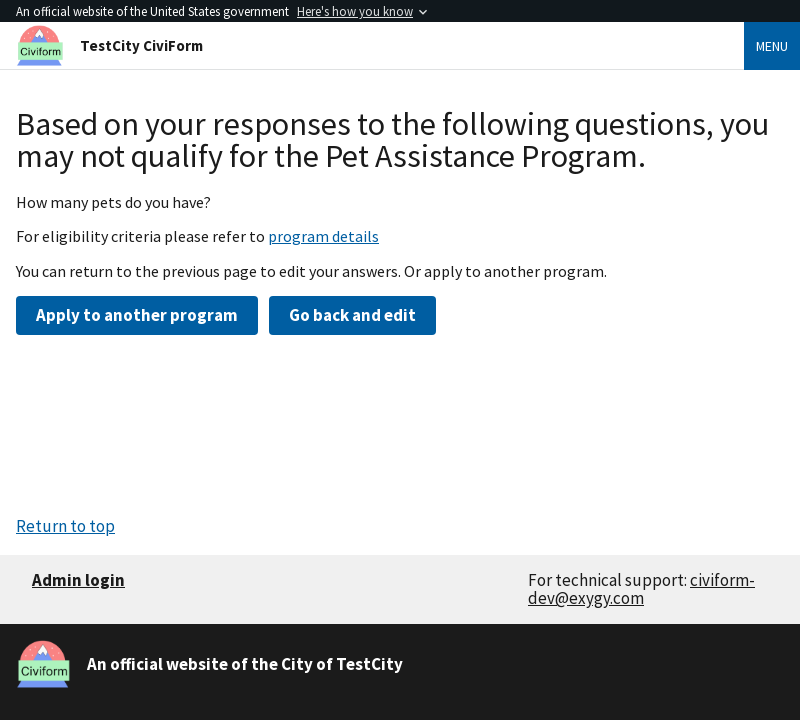 An official website of the United States government Here's how you know
Civiform
TestCity CiviForm
MENU
Based on your responses to the following questions, you
may not qualify for the Pet Assistance Program.
How many pets do you have?
For eligibility criteria please refer to program details
You can return to the previous page to edit your answers. Or apply to another program.
Apply to another program
Go back and edit
Return to top
Admin login
For technical support: civiform-
dev@exygy.com
Civiform
An official website of the City of TestCity